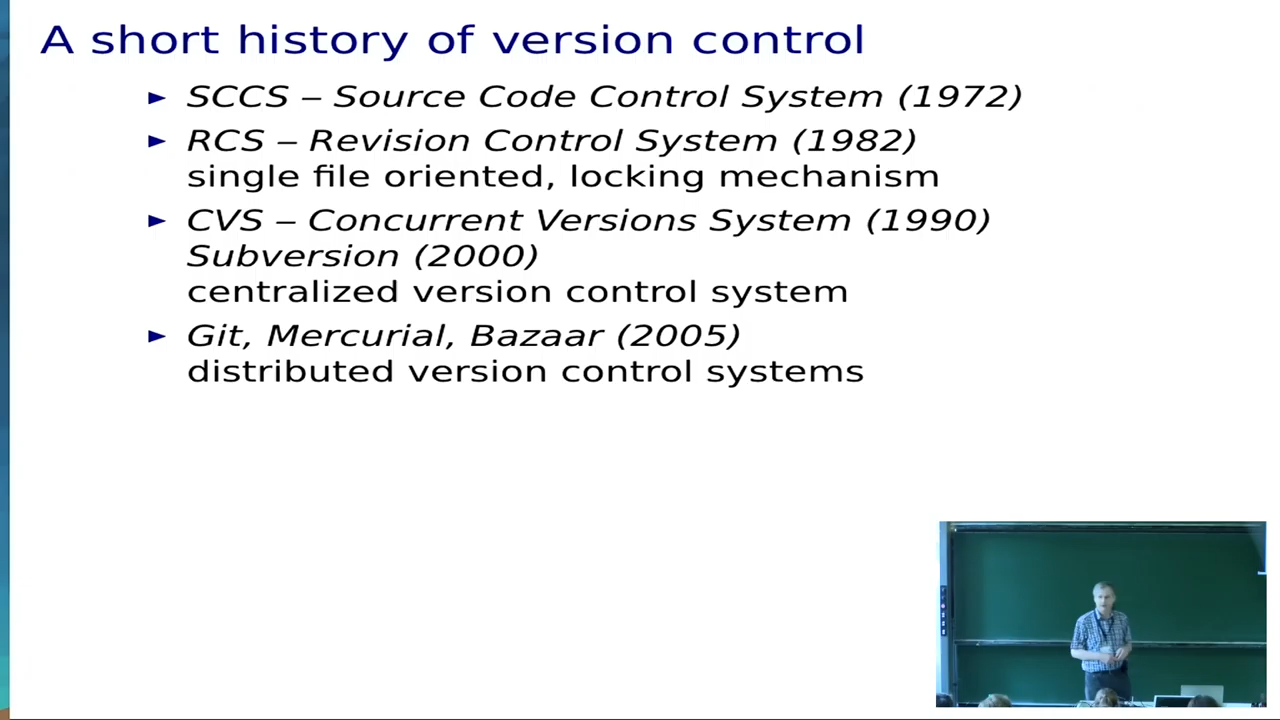 A short history of version control
► SCCS – Source Code Control System (1972)
► RCS – Revision Control System (1982)
single file oriented, locking mechanism
► CVS – Concurrent Versions System (1990)
Subversion (2000)
centralized version control system
► Git, Mercurial, Bazaar (2005)
distributed version control systems